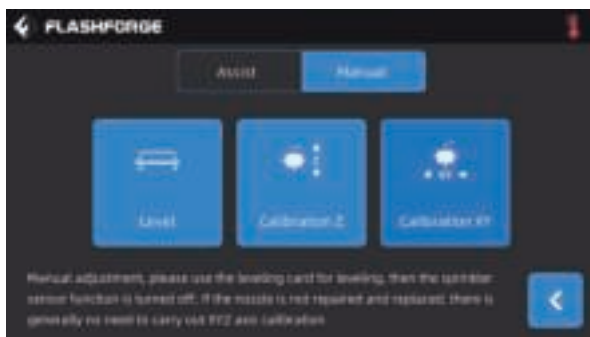 FLASHFORGE
Assist Manual
Level Calibration Z Calibration XY
Manual adjustment, please use the leveling card for leveling, then the sprinkler
sensor function is turned off. If the nozzle is not repaired and replaced, there is
generally no need to carry out XYZ axis calibration